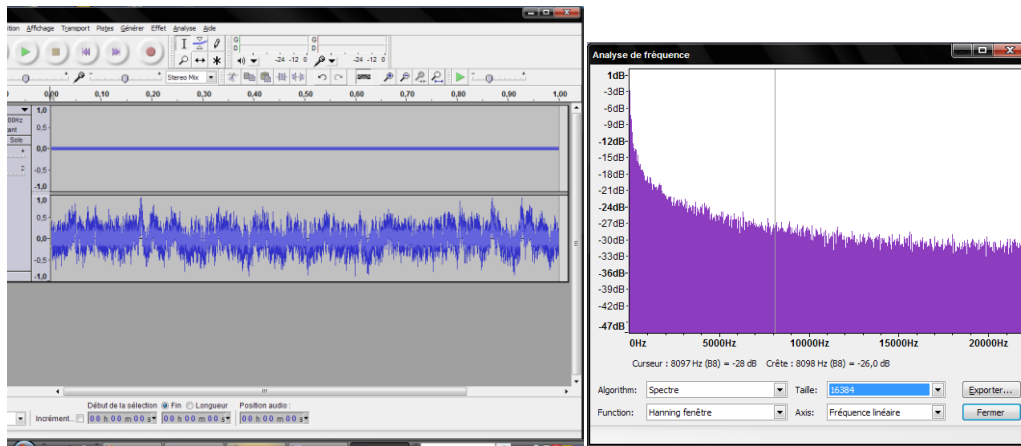 Affichage Transport Pistes Générer Effet Analyse Aide
G
D
G
D
-24 -12 0
-24 -12 0
Stereo Mix
0,00 0,10 0,20 0,30 0,40 0,50 0,60 0,70 0,80 0,90 1,00
Solo
1,0
0,5-
0,0-
-0,5-
-1,0
1,0
0,5-
0,0-
-0,5-
-1,0
Début de la sélection Fin Longueur Position audio :
Incrément... 00 h 00 m 00 s 00 h 00 m 00 s 00 h 00 m 00 s
Analyse de fréquence
1dB-
-3dB-
-6dB-
-9dB-
-12dB-
-15dB-
-18dB-
-21dB-
-24dB-
-27dB-
-30dB-
-33dB-
-36dB-
-39dB-
-42dB-
-47dB-
0Hz 5000Hz 10000Hz 15000Hz 20000Hz
Curseur : 8097 Hz (B8) = -28 dB Crête : 8098 Hz (B8) = -26,0 dB
Algorithm: Spectre Taille: 16384 Exporter...
Function: Hanning fenêtre Axis: Fréquence linéaire Fermer